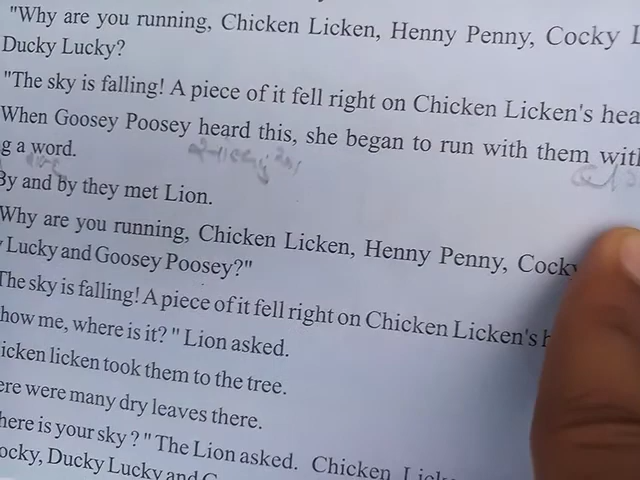 "Why are you running, Chicken Licken, Henny Penny, Cocky L
Ducky Lucky?
"The sky is falling! A piece of it fell right on Chicken Licken's hea
When Goosey Poosey heard this, she began to run with them with
g a word.
By and by they met Lion.
Why are you running, Chicken Licken, Henny Penny, Cocky
y Lucky and Goosey Poosey?"
The sky is falling! A piece of it fell right on Chicken Licken's h
how me, where is it? " Lion asked.
icken licken took them to the tree.
ere were many dry leaves there.
here is your sky ? " The Lion asked. Chicken Lick
ocky, Ducky Lucky and G